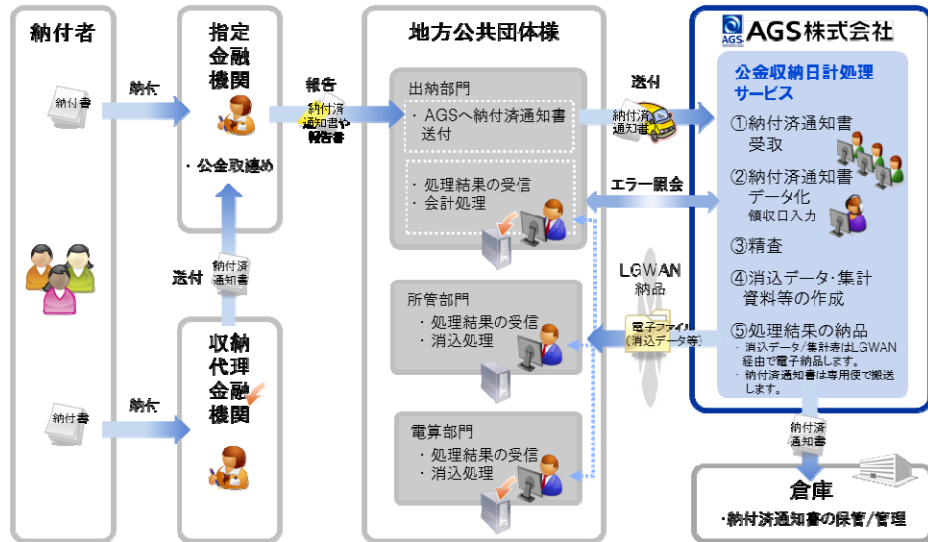 納付者
納付書
納付
納付書
納付
指定
金融
機関
・公金取纏め
送付
納付済
通知書
収納
代理
金融
機関
報告
納付済
通知書や
報告書
地方公共団体様
出納部門
・AGSへ納付済通知書
送付
・処理結果の受信
・会計処理
所管部門
・処理結果の受信
・消込処理
電算部門
・処理結果の受信
・消込処理
送付
納付済
通知書
エラー照会
LGWAN
納品
電子ファイル
(消込データ等)
AGS
AGS株式会社
公金収納日計処理
サービス
①納付済通知書
受取
②納付済通知書
データ化
領収日入力
③精査
④消込データ・集計
資料等の作成
⑤処理結果の納品
・消込データ/集計表はLGWAN
経由で電子納品します。
・納付済通知書は専用便で搬送
します。
納付済
通知書
倉庫
・納付済通知書の保管/管理